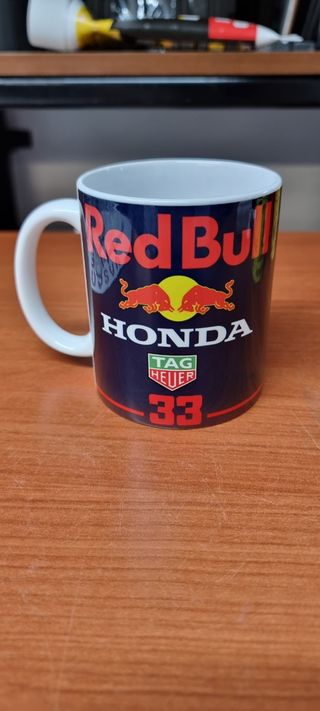 Red Bull
HONDA
TAG
HEUER
33